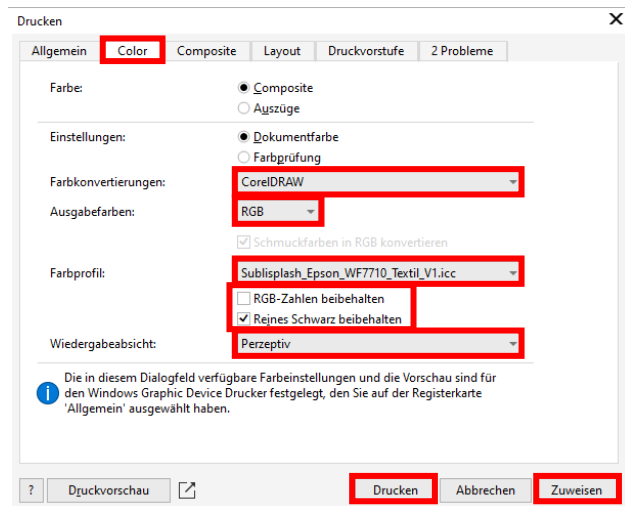 Drucken
Allgemein Color Composite Layout Druckvorstufe 2 Probleme
Farbe: Composite
Auszüge
Einstellungen: Dokumentfarbe
Farbprüfung
Farbkonvertierungen: CorelDRAW
Ausgabefarben: RGB
Schmuckfarben in RGB konvertieren
Farbprofil: Sublisplash_Epson_WF7710_Textil_V1.icc
RGB-Zahlen beibehalten
Reines Schwarz beibehalten
Wiedergabeabsicht: Perzeptiv
Die in diesem Dialogfeld verfügbare Farbeinstellungen und die Vorschau sind für
den Windows Graphic Device Drucker festgelegt, den Sie auf der Registerkarte
'Allgemein' ausgewählt haben.
? Druckvorschau Drucken Abbrechen Zuweisen